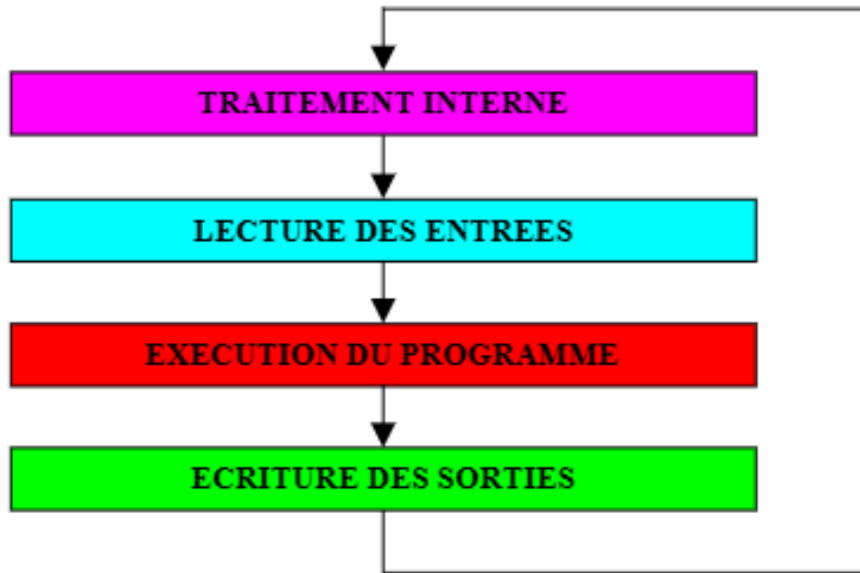 TRAITEMENT INTERNE
LECTURE DES ENTREES
EXECUTION DU PROGRAMME
ECRITURE DES SORTIES